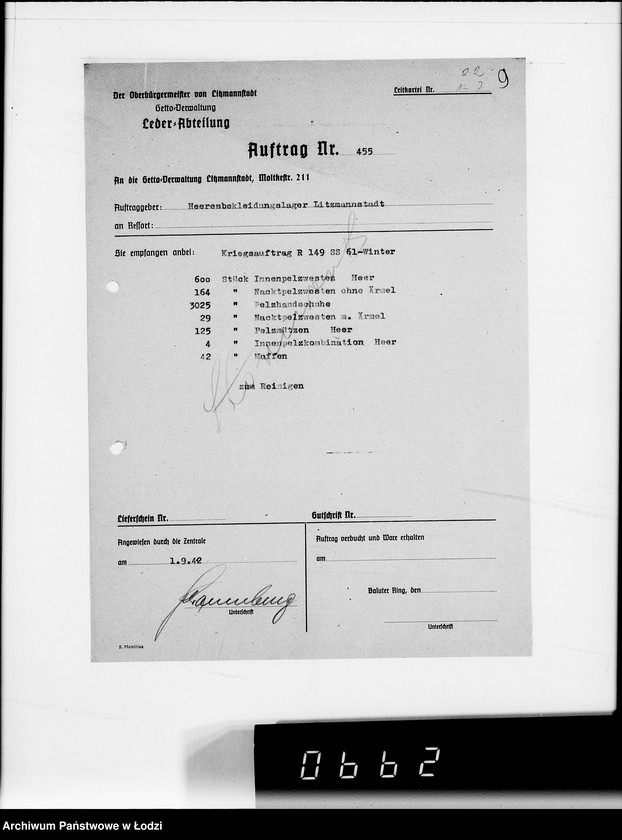 9
Der Oberbürgermeister von Litzmannstadt
Getto-Verwaltung
Leder-Abteilung
Leitkartei Nr.
Auftrag Nr. 455
An die Getto-Verwaltung Litzmannstadt, Moltkestr. 211
Auftraggeber: Heeresbekleidungslager Litzmannstadt
an Ressort:
Sie empfangen anbei: Kriegsauftrag R 149 SS 61-Winter
600 Stück Innenpelzwesten Heer
164 " Nacktpelzwesten ohne Ärmel
3025 " Pelzhandschuhe
29 " Nacktpelzwesten m. Ärmel
125 " Pelzmützen Heer
4 " Innenpelzkombination Heer
42 " Muffen
zum Reinigen
Lieferschein Nr.
Gutschrift Nr.
Angewiesen durch die Zentrale
am 1.9.42
Unterschrift
Auftrag verbucht und Ware erhalten
am
Baluter Ring, den
Unterschrift
S. Monitius
0662
Archiwum Państwowe w Łodzi